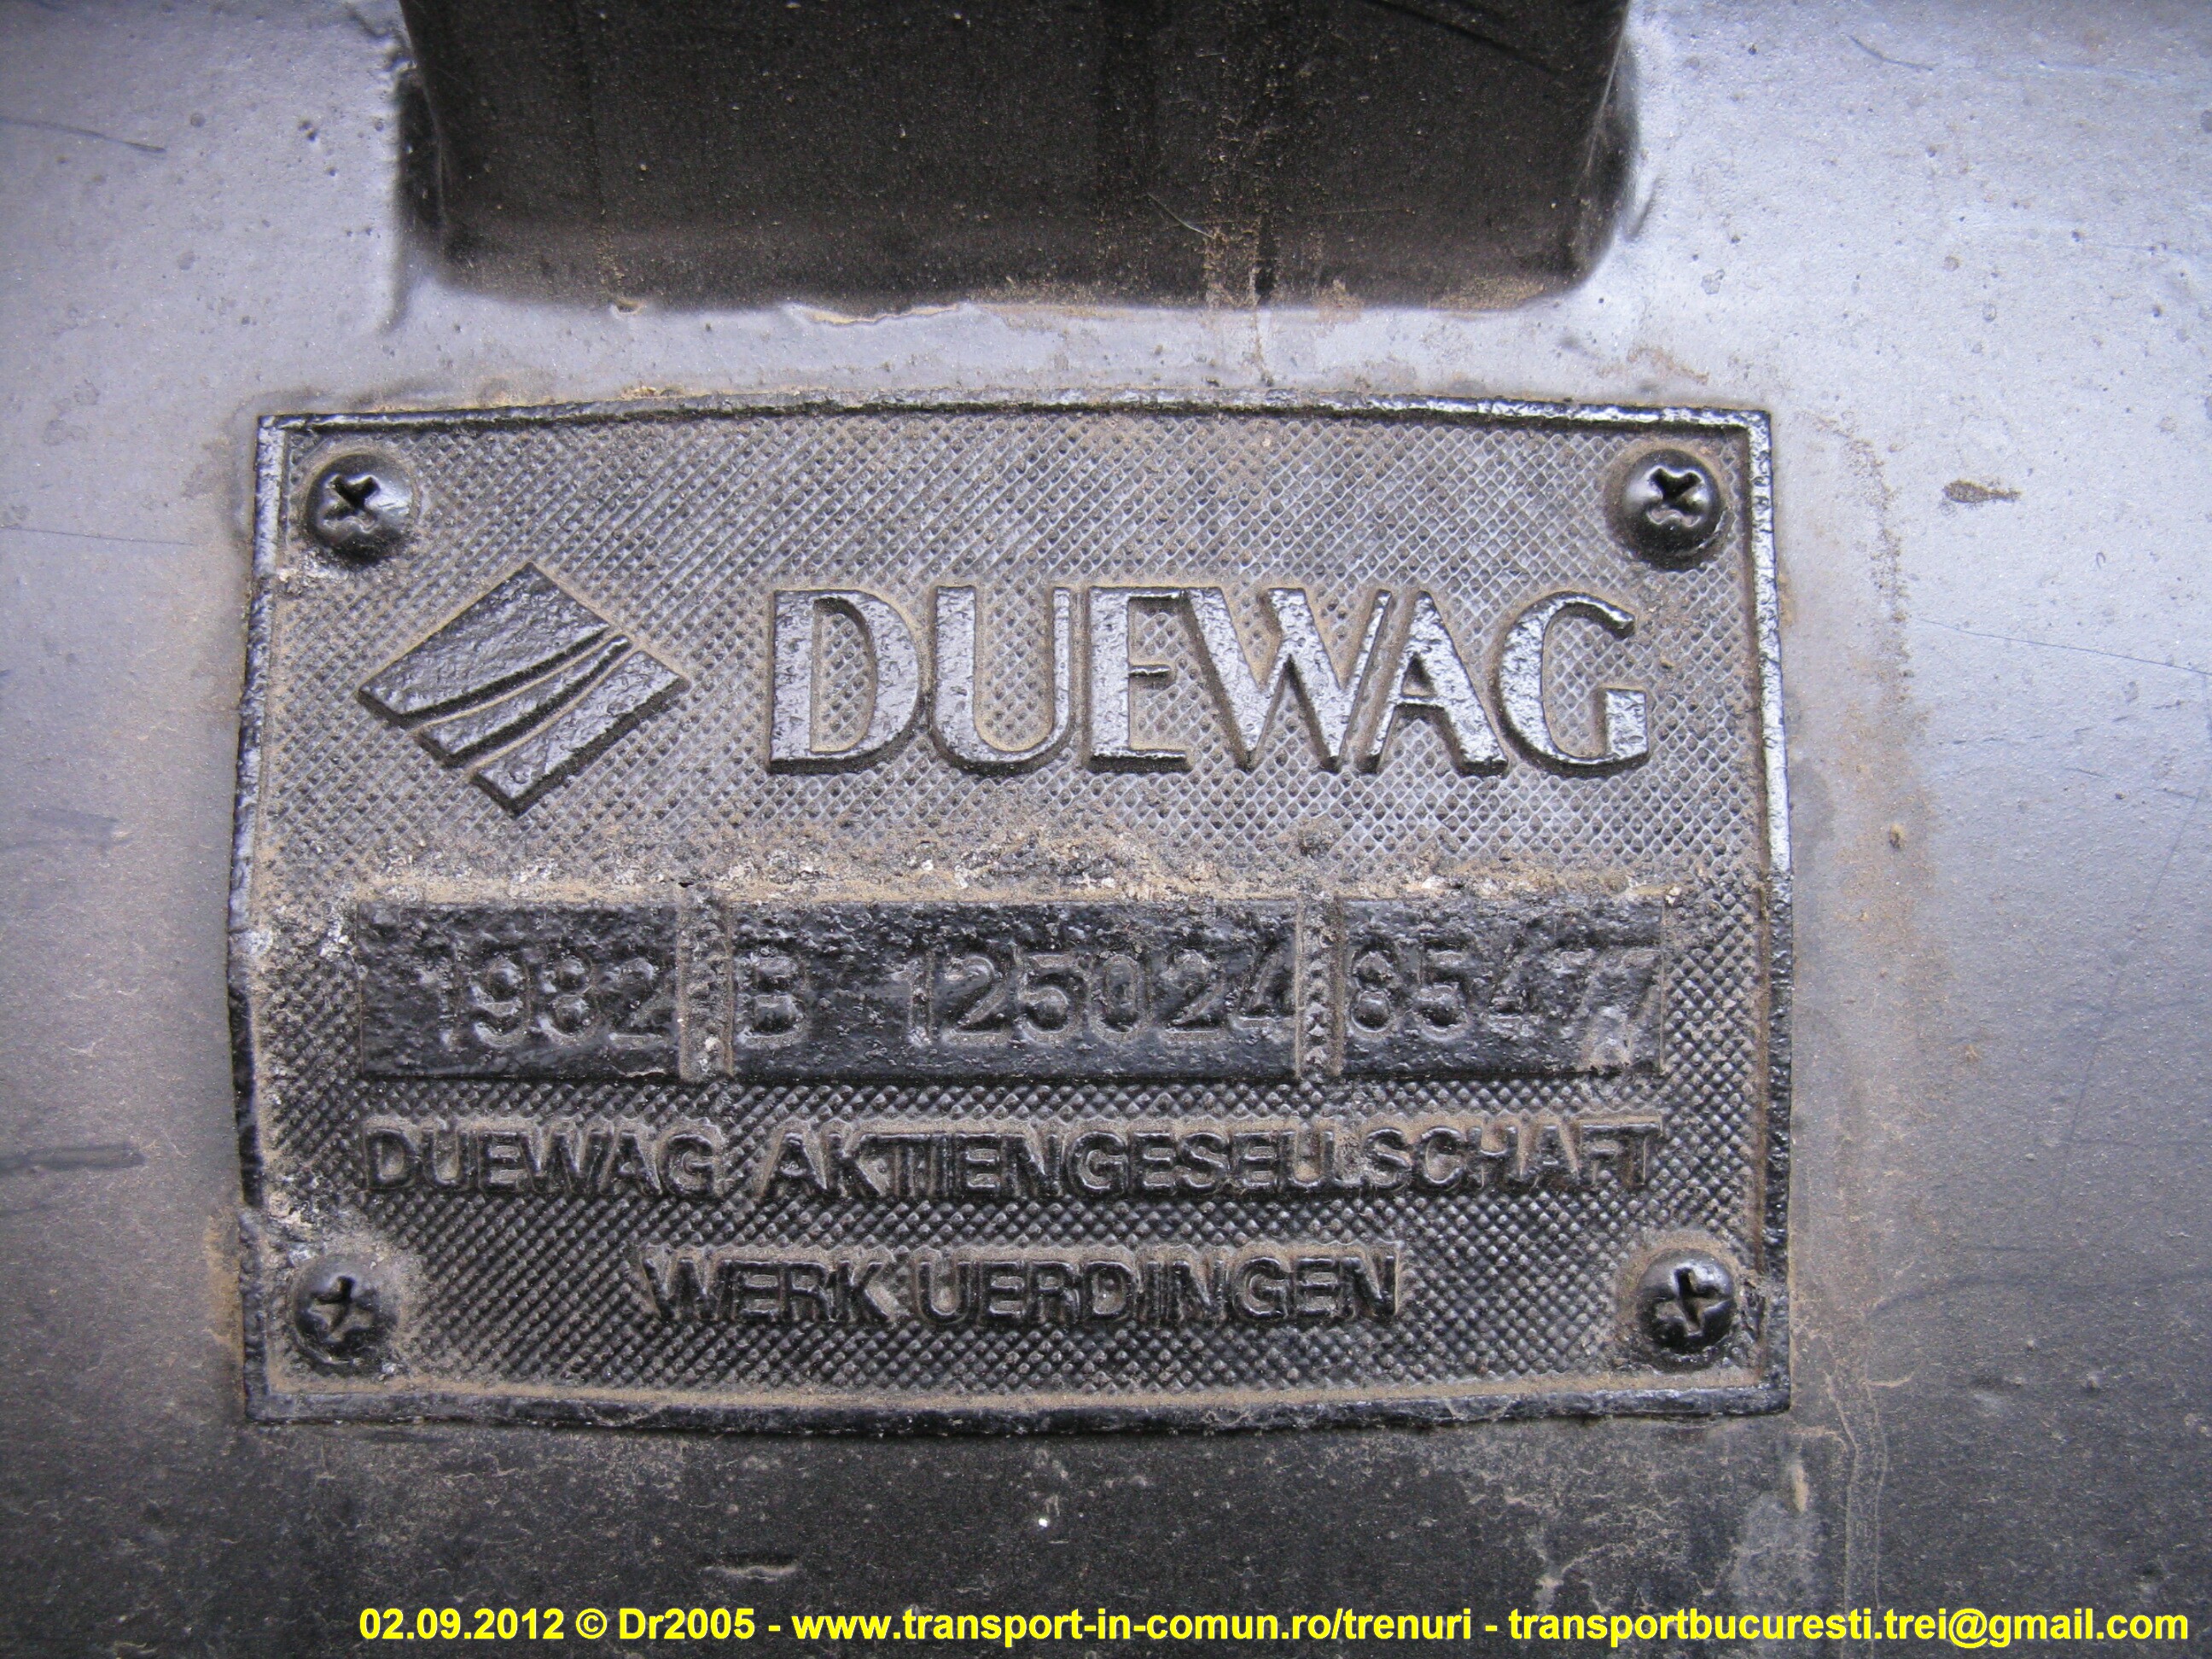 DUEWAG
1982 B 125024 8547
DUEWAG AKTIENGESELLSCHAFT
WERK UERDINGEN
02.09.2012 © Dr2005 - www.transport-in-comun.ro/trenuri - transportbucuresti.trei@gmail.com